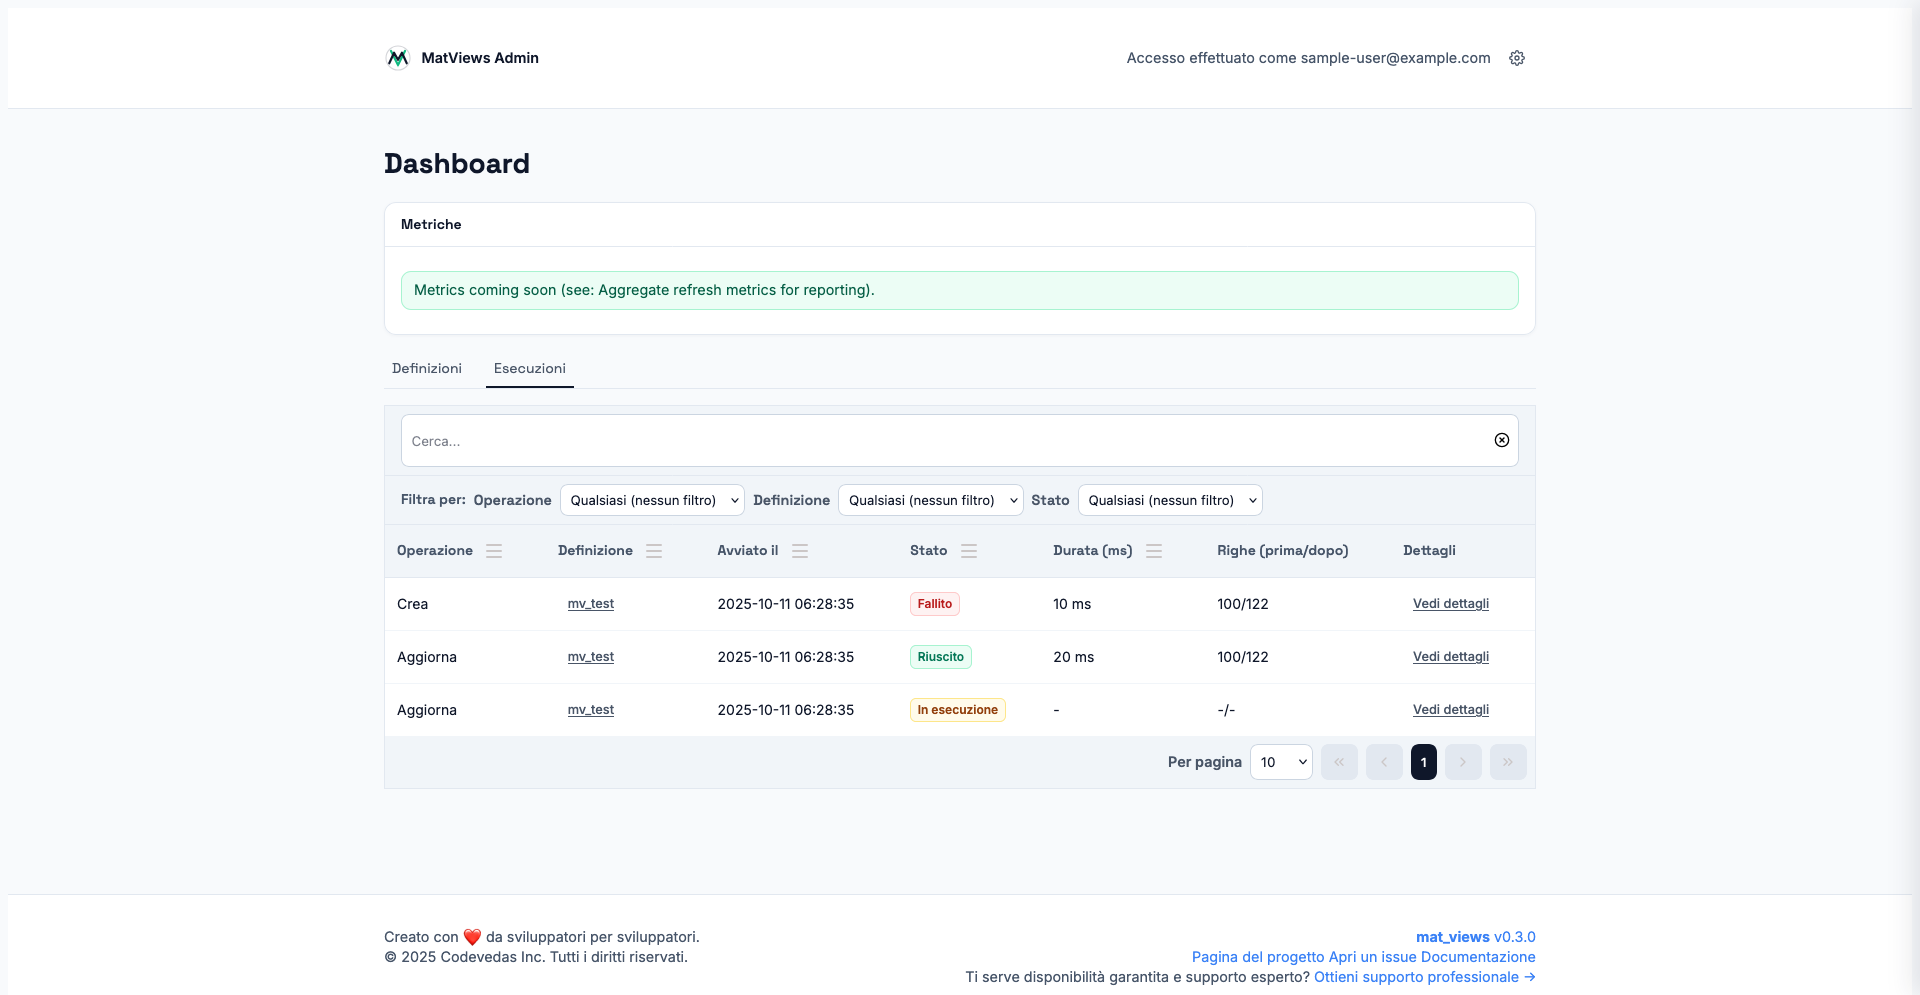 MatViews Admin
Accesso effettuato come sample-user@example.com
Dashboard
Metriche
Metrics coming soon (see: Aggregate refresh metrics for reporting).
Definizioni Esecuzioni
Cerca...
Filtra per: Operazione Qualsiasi (nessun filtro) Definizione Qualsiasi (nessun filtro) Stato Qualsiasi (nessun filtro)
Operazione Definizione Avviato il Stato Durata (ms) Righe (prima/dopo) Dettagli
Crea mv_test 2025-10-11 06:28:35 Fallito 10 ms 100/122 Vedi dettagli
Aggiorna mv_test 2025-10-11 06:28:35 Riuscito 20 ms 100/122 Vedi dettagli
Aggiorna mv_test 2025-10-11 06:28:35 In esecuzione - -/- Vedi dettagli
Per pagina 10 « ‹ 1 › »
Creato con ❤️ da sviluppatori per sviluppatori.
© 2025 Codevedas Inc. Tutti i diritti riservati.
mat_views v0.3.0
Pagina del progetto Apri un issue Documentazione
Ti serve disponibilità garantita e supporto esperto? Ottieni supporto professionale →